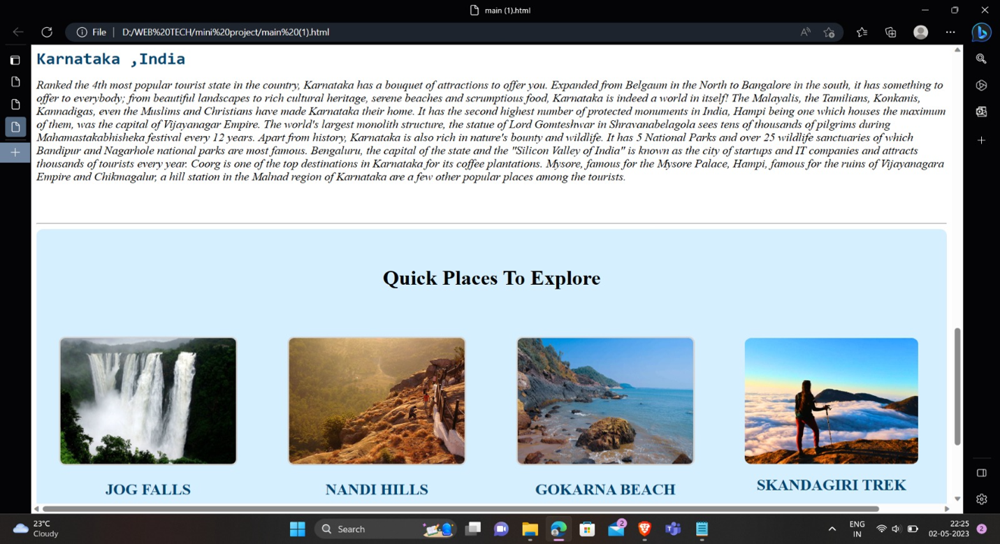 main (1).html
File
D:/WEB%20TECH/mini%20project/main%20(1).html
Karnataka ,India
Ranked the 4th most popular tourist state in the country, Karnataka has a bouquet of attractions to offer you. Expanded from Belgaum in the North to Bangalore in the south, it has something to
offer to everybody; from beautiful landscapes to rich cultural heritage, serene beaches and scrumptious food, Karnataka is indeed a world in itself! The Malayalis, the Tamilians, Konkanis,
Kannadigas, even the Muslims and Christians have made Karnataka their home. It has the second highest number of protected monuments in India, Hampi being one which houses the maximum
of them, was the capital of Vijayanagar Empire. The world's largest monolith structure, the statue of Lord Gomteshwar in Shravanabelagola sees tens of thousands of pilgrims during
Mahamastakabhisheka festival every 12 years. Apart from history, Karnataka is also rich in nature's bounty and wildlife. It has 5 National Parks and over 25 wildlife sanctuaries of which
Bandipur and Nagarhole national parks are most famous. Bengaluru, the capital of the state and the "Silicon Valley of India" is known as the city of startups and IT companies and attracts
thousands of tourists every year. Coorg is one of the top destinations in Karnataka for its coffee plantations. Mysore, famous for the Mysore Palace, Hampi, famous for the ruins of Vijayanagara
Empire and Chikmagalur, a hill station in the Malnad region of Karnataka are a few other popular places among the tourists.
Quick Places To Explore
JOG FALLS
NANDI HILLS
GOKARNA BEACH
SKANDAGIRI TREK
23°C
Cloudy
Search
2
ENG
IN
22:25
02-05-2023
2